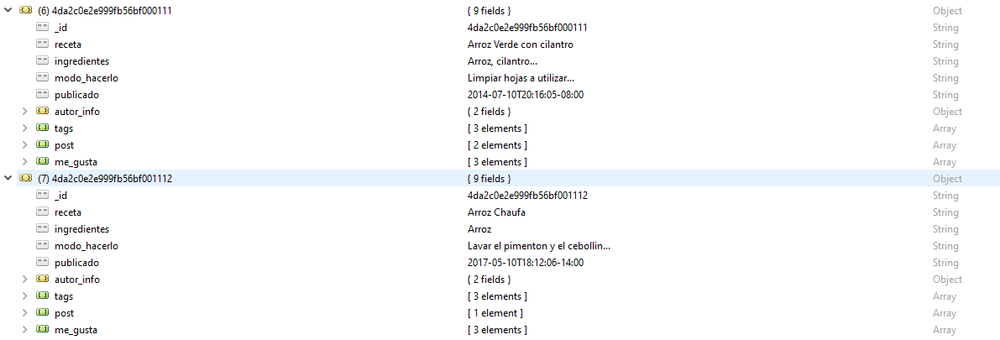 (6) 4da2c0e2e999fb56bf000111 { 9 fields } Object
_id 4da2c0e2e999fb56bf000111 String
receta Arroz Verde con cilantro String
ingredientes Arroz, cilantro... String
modo_hacerlo Limpiar hojas a utilizar... String
publicado 2014-07-10T20:16:05-08:00 String
autor_info { 2 fields } Object
tags [ 3 elements ] Array
post [ 2 elements ] Array
me_gusta [ 3 elements ] Array
(7) 4da2c0e2e999fb56bf001112 { 9 fields } Object
_id 4da2c0e2e999fb56bf001112 String
receta Arroz Chaufa String
ingredientes Arroz String
modo_hacerlo Lavar el pimenton y el cebollin... String
publicado 2017-05-10T18:12:06-14:00 String
autor_info { 2 fields } Object
tags [ 3 elements ] Array
post [ 1 element ] Array
me_gusta [ 3 elements ] Array